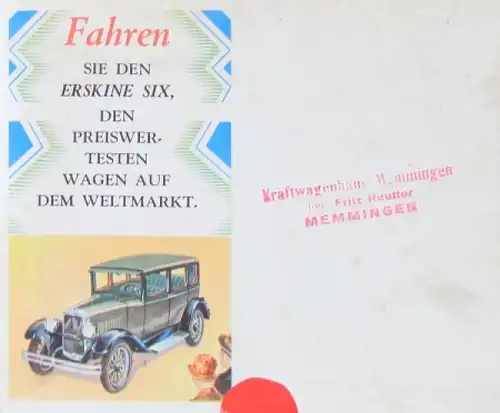 Fahren
SIE DEN
ERSKINE SIX,
DEN
PREISWER-
TESTEN
WAGEN AUF
DEM WELTMARKT.
Kraftwagenhaus Memmingen
Fritz Reutter
MEMMINGEN